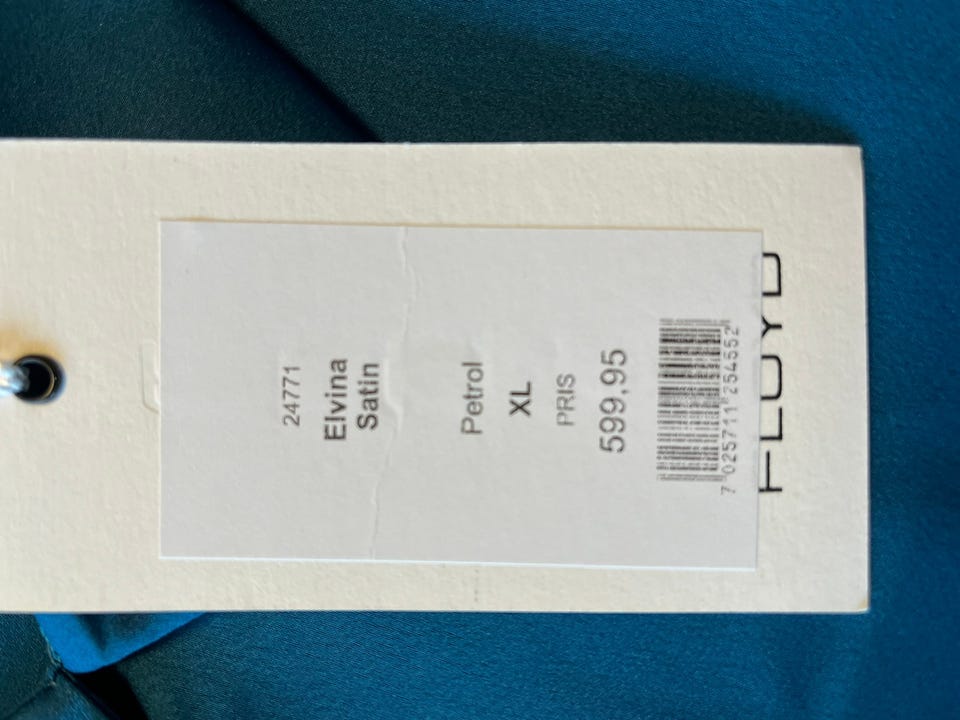 24771
Elvina
Satin
Petrol
XL
PRIS
599,95
7 025711 254552
FLOYD